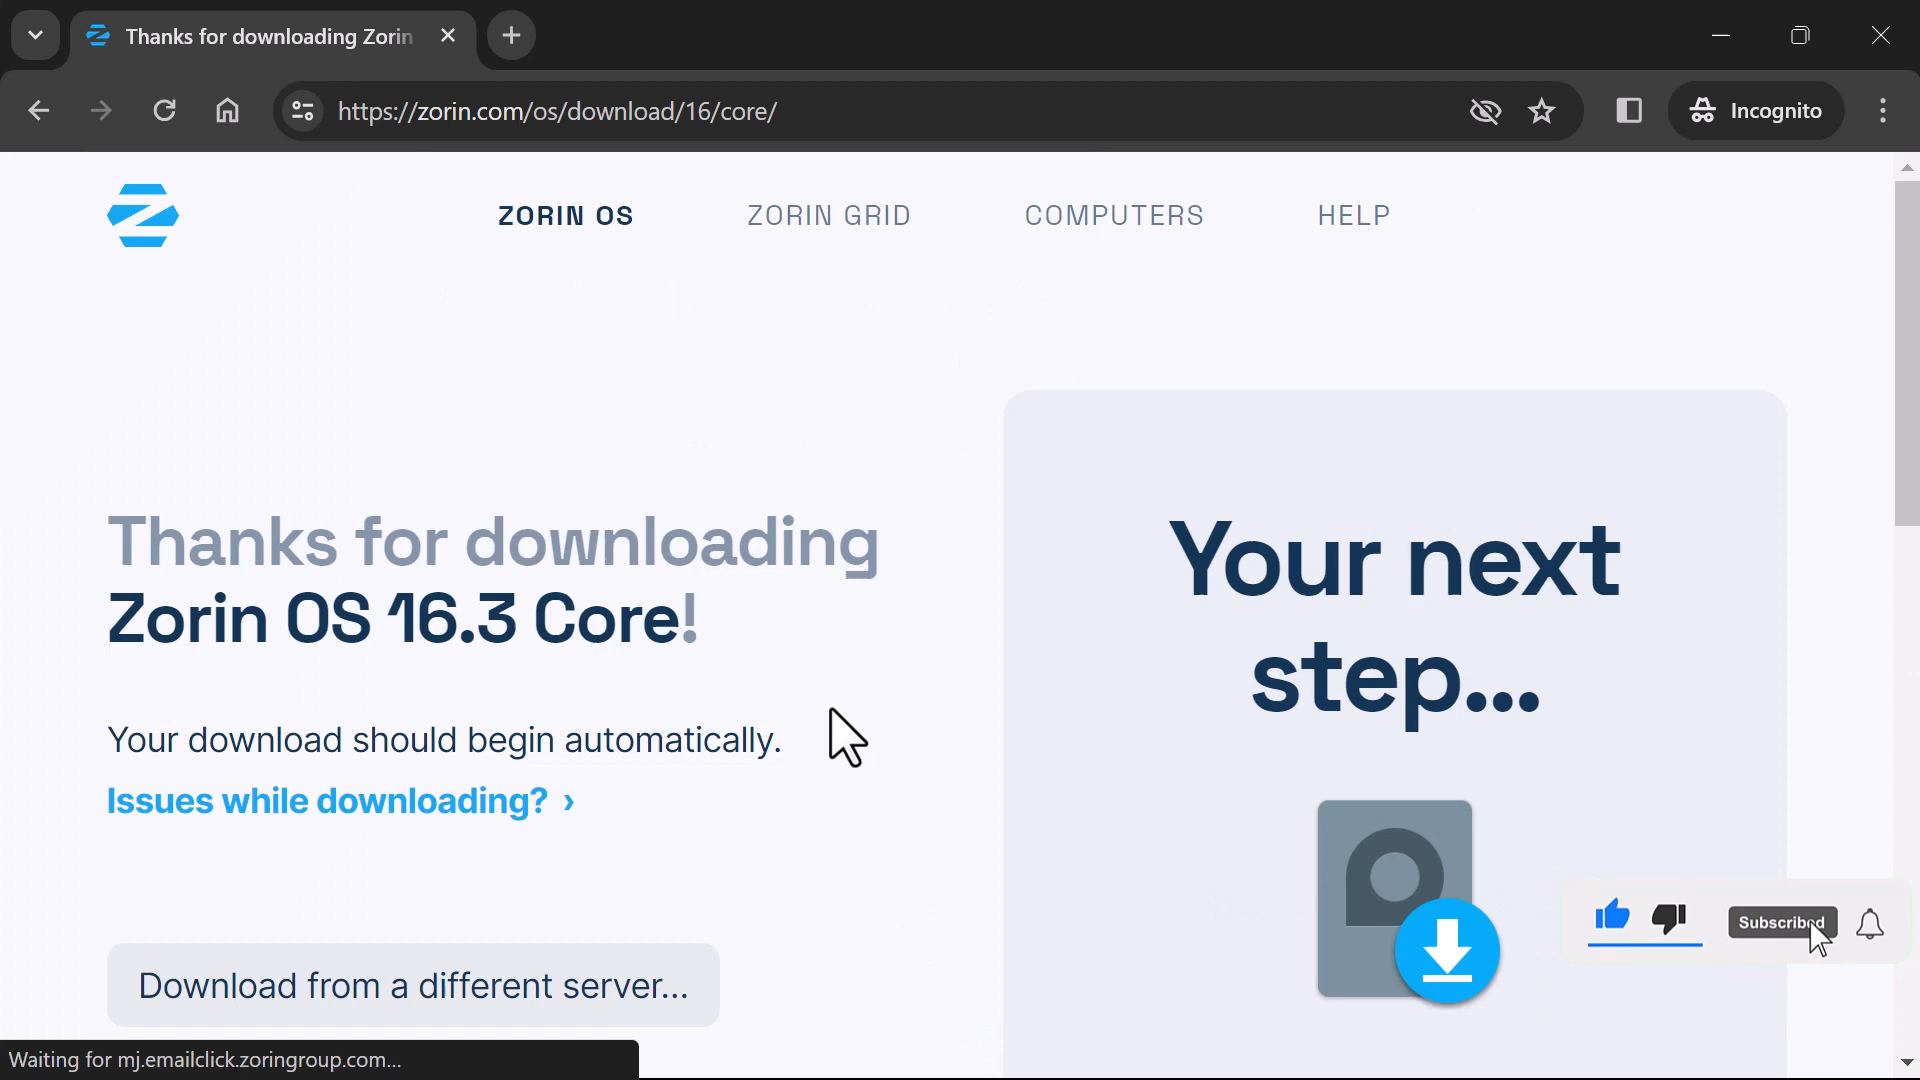 Thanks for downloading Zorin
https://zorin.com/os/download/16/core/
Incognito
ZORIN OS
ZORIN GRID
COMPUTERS
HELP
Thanks for downloading
Zorin OS 16.3 Core!
Your download should begin automatically.
Issues while downloading? ›
Download from a different server...
Your next
step...
Subscribed
Waiting for mj.emailclick.zoringroup.com...